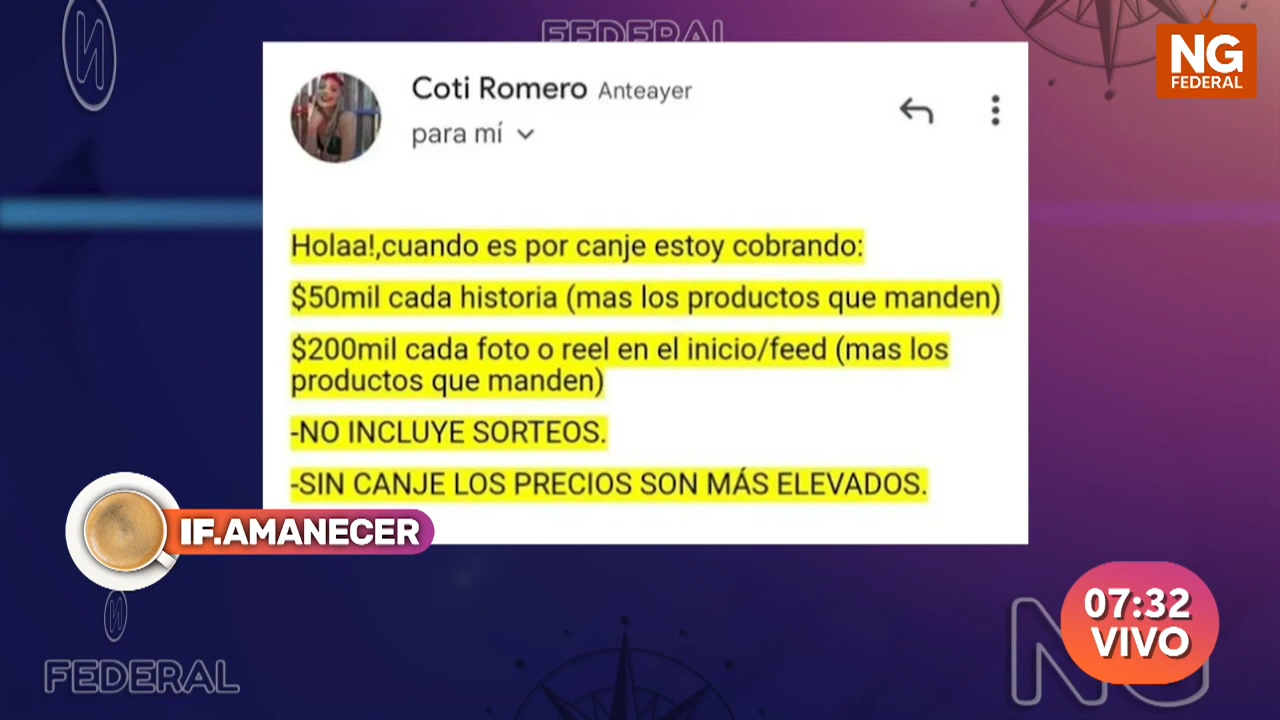 FEDERAL
NG
FEDERAL
Coti Romero Anteayer
para mí
Holaa!,cuando es por canje estoy cobrando:
$50mil cada historia (mas los productos que manden)
$200mil cada foto o reel en el inicio/feed (mas los
productos que manden)
-NO INCLUYE SORTEOS.
-SIN CANJE LOS PRECIOS SON MÁS ELEVADOS.
IF.AMANECER
07:32
VIVO
FEDERAL
NG